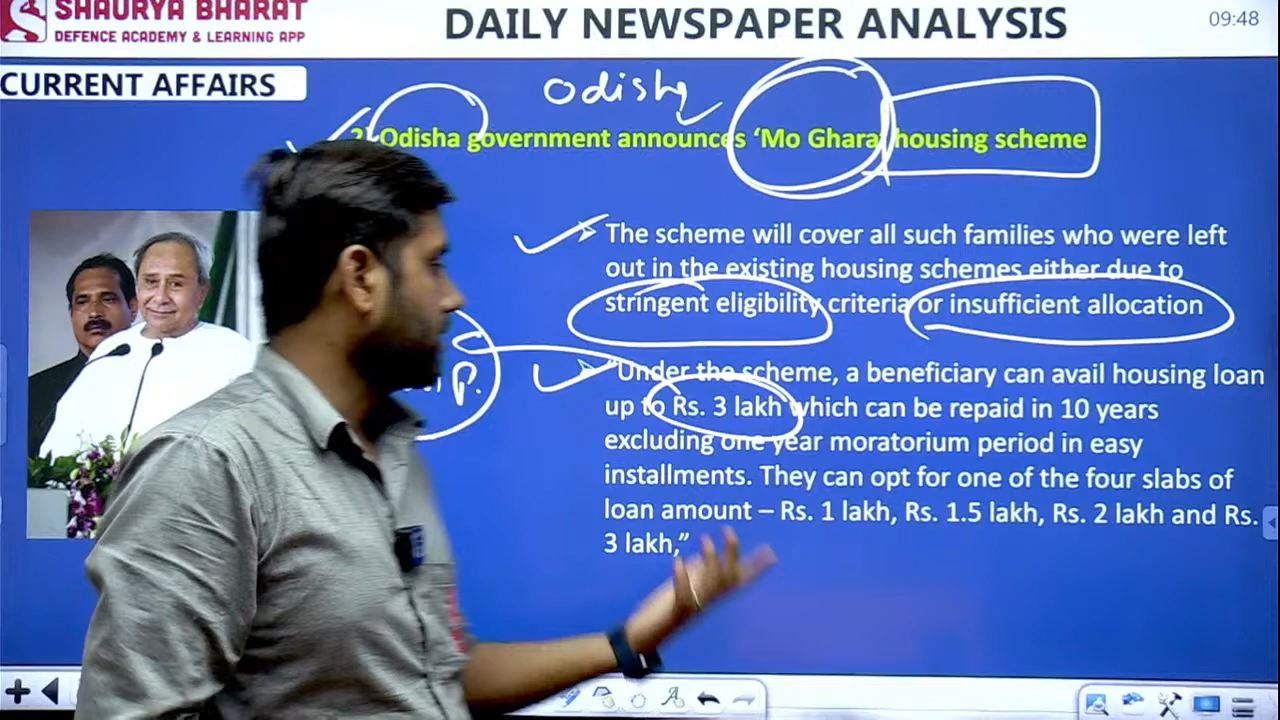 SHAURYA BHARAT
DEFENCE ACADEMY & LEARNING APP
DAILY NEWSPAPER ANALYSIS
09:48
CURRENT AFFAIRS
Odisha
Odisha government announces ‘Mo Ghara’ housing scheme
The scheme will cover all such families who were left
out in the existing housing schemes either due to
stringent eligibility criteria or insufficient allocation
“Under the scheme, a beneficiary can avail housing loan
up to Rs. 3 lakh which can be repaid in 10 years
excluding one year moratorium period in easy
installments. They can opt for one of the four slabs of
loan amount – Rs. 1 lakh, Rs. 1.5 lakh, Rs. 2 lakh and Rs.
3 lakh,”
P.